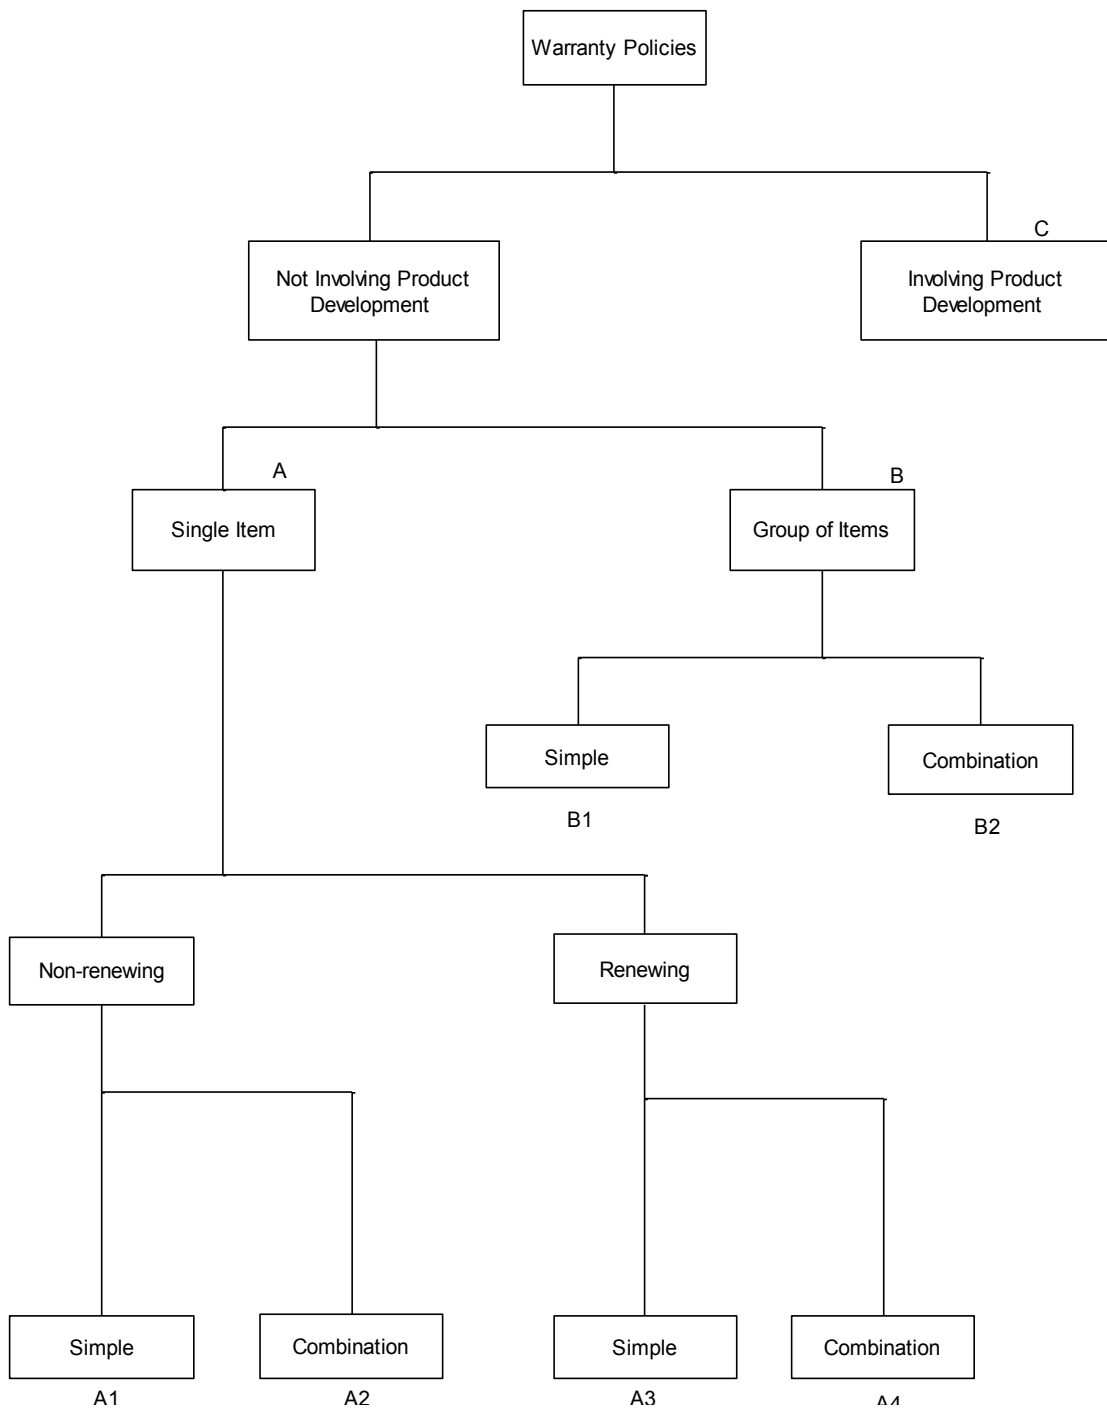 Warranty Policies
C
Not Involving Product
Development
Involving Product
Development
A
B
Single Item
Group of Items
Simple
Combination
B1
B2
Non-renewing
Renewing
Simple
Combination
Simple
Combination
A1
A2
A3
A4